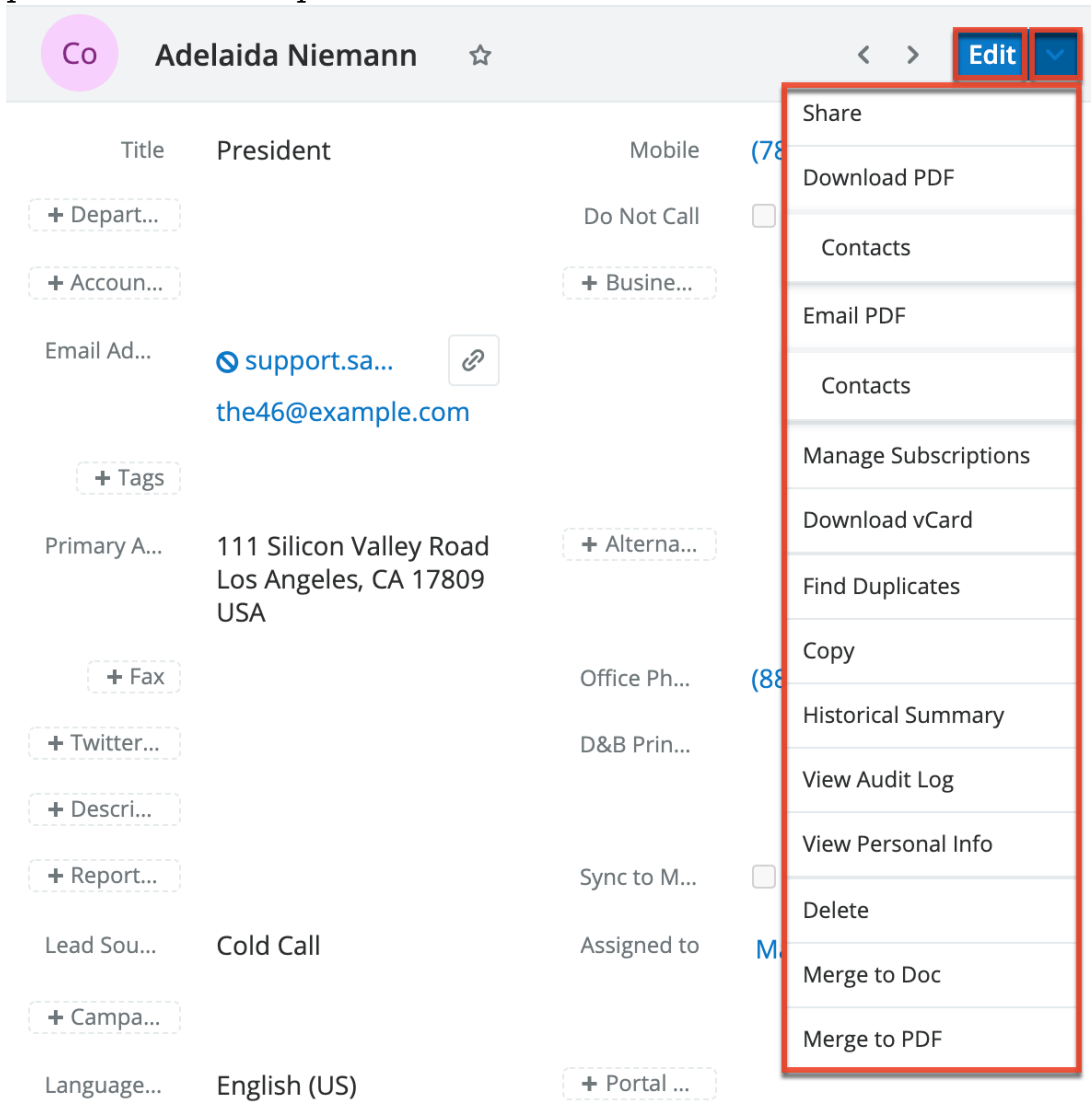 Co
Adelaida Niemann
Edit
Title
President
Mobile
(78
+ Depart...
Do Not Call
+ Accoun...
+ Busine...
Email Ad...
support.sa...
the46@example.com
+ Tags
Primary A...
111 Silicon Valley Road
Los Angeles, CA 17809
USA
+ Alterna...
+ Fax
Office Ph...
(88
+ Twitter...
D&B Prin...
+ Descri...
+ Report...
Sync to M...
Lead Sou...
Cold Call
Assigned to
Ma
+ Campa...
Language...
English (US)
+ Portal ...
Share
Download PDF
Contacts
Email PDF
Contacts
Manage Subscriptions
Download vCard
Find Duplicates
Copy
Historical Summary
View Audit Log
View Personal Info
Delete
Merge to Doc
Merge to PDF